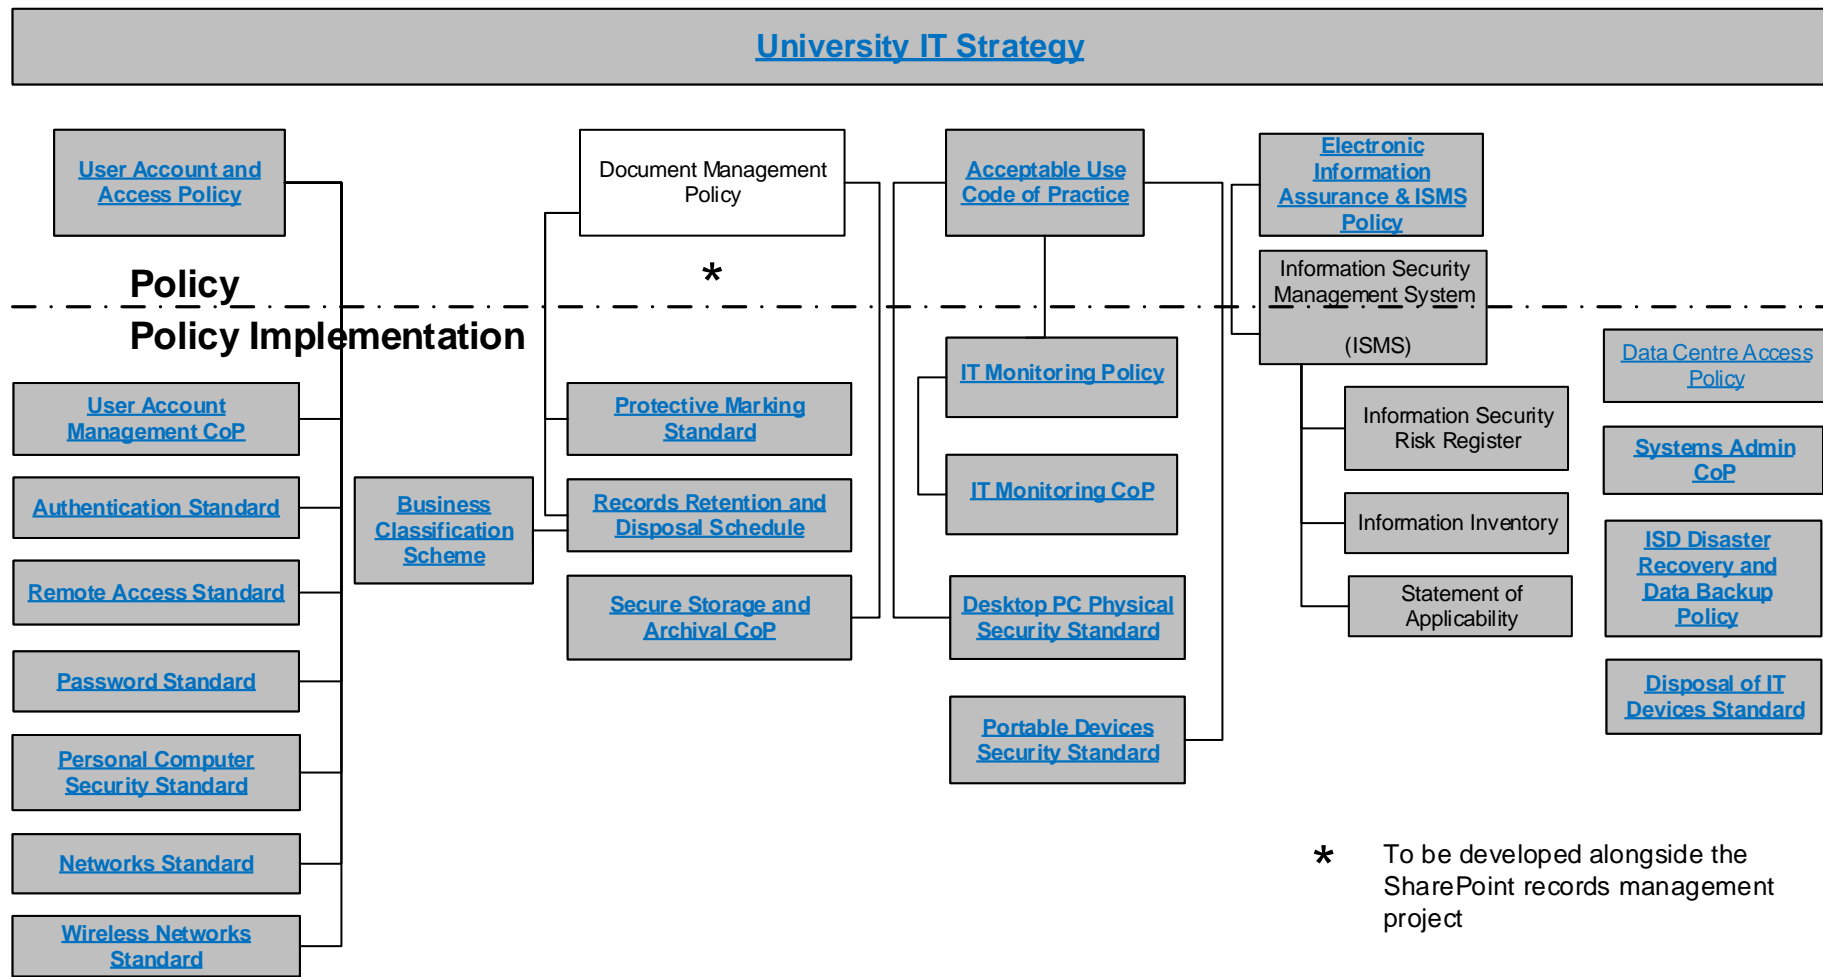 University IT Strategy
User Account and
Access Policy
Document Management
Policy
Acceptable Use
Code of Practice
Electronic
Information
Assurance & ISMS
Policy
*
Policy
Policy Implementation
Information Security
Management System
(ISMS)
User Account
Management CoP
Authentication Standard
Remote Access Standard
Password Standard
Personal Computer
Security Standard
Networks Standard
Wireless Networks
Standard
Business
Classification
Scheme
Protective Marking
Standard
Records Retention and
Disposal Schedule
Secure Storage and
Archival CoP
IT Monitoring Policy
IT Monitoring CoP
Desktop PC Physical
Security Standard
Portable Devices
Security Standard
Information Security
Risk Register
Information Inventory
Statement of
Applicability
Data Centre Access
Policy
Systems Admin
CoP
ISD Disaster
Recovery and
Data Backup
Policy
Disposal of IT
Devices Standard
* To be developed alongside the
SharePoint records management
project